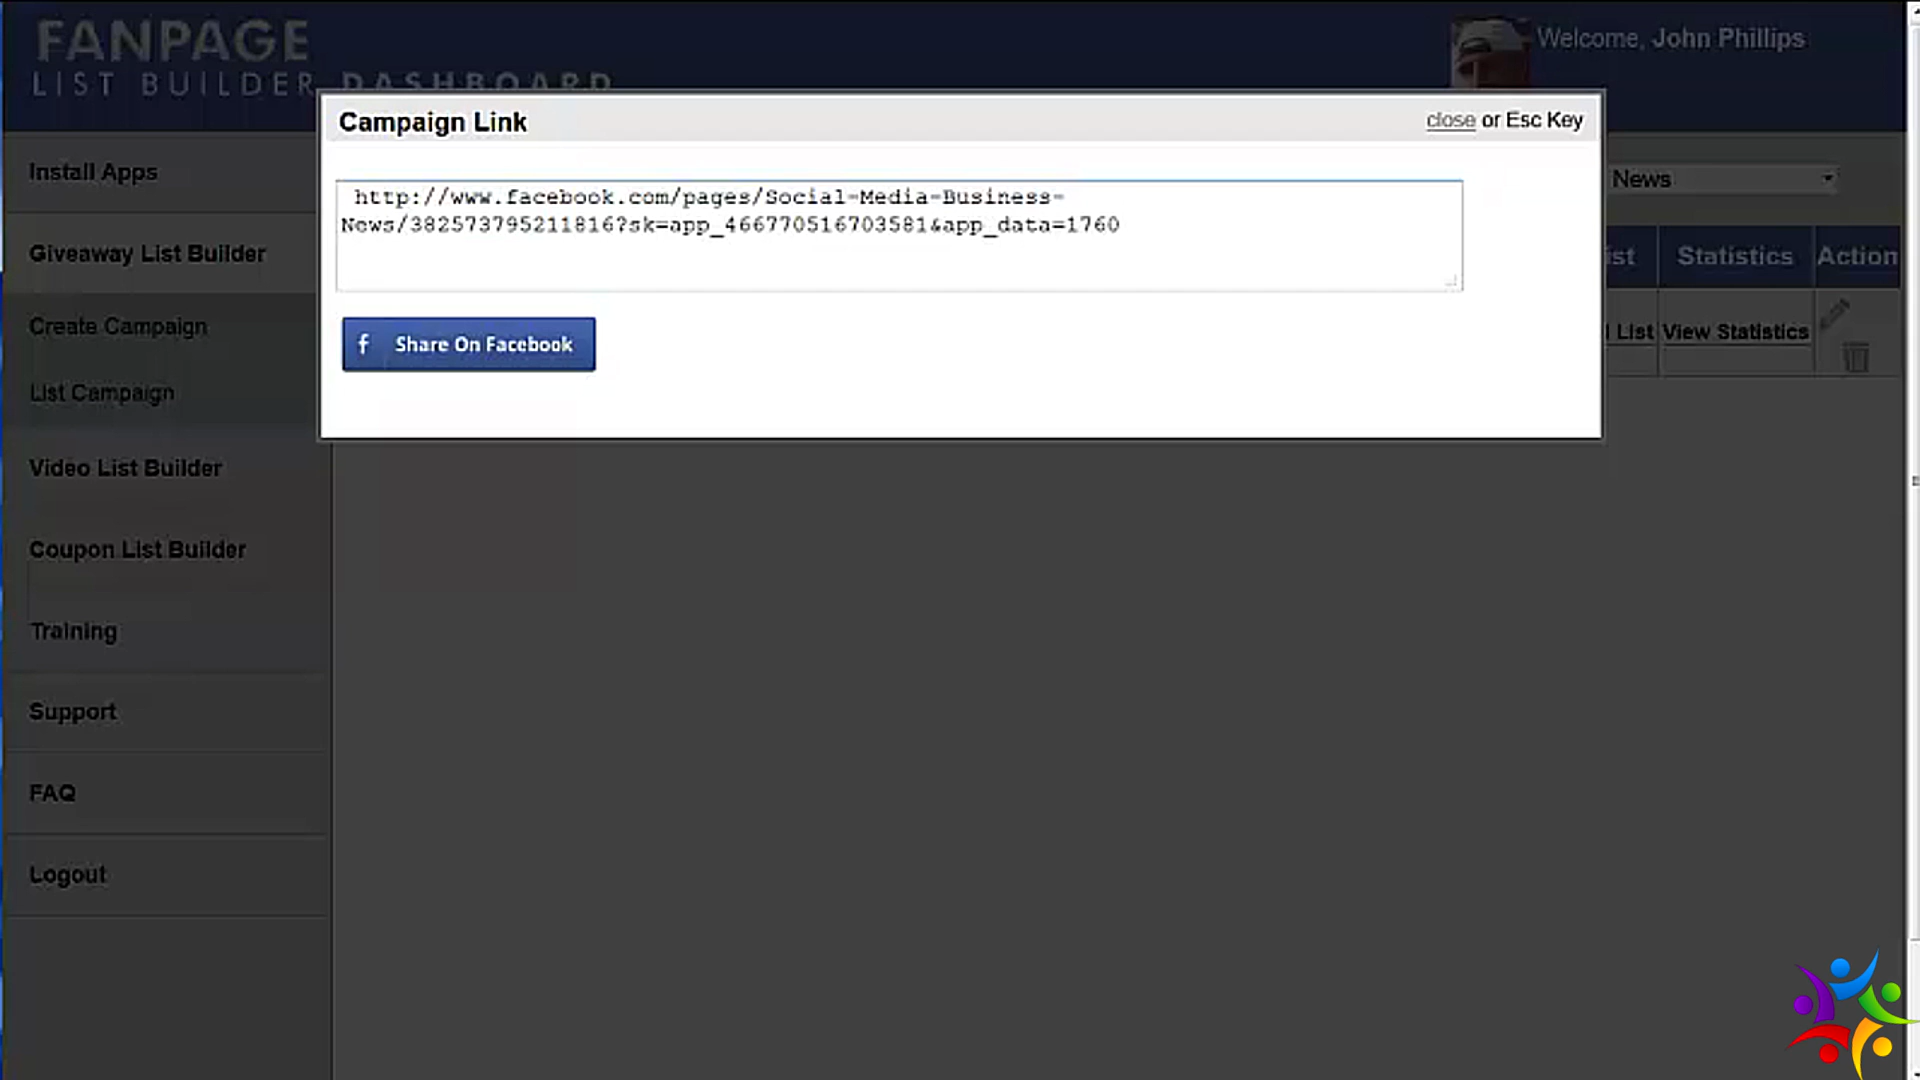 FANPAGE
LIST BUILDER DASHBOARD
Welcome, John Phillips
Campaign Link
close or Esc Key
http://www.facebook.com/pages/Social-Media-Business-
News/382573795211816?sk=app_466770516703581&app_data=1760
f Share On Facebook
Install Apps
Giveaway List Builder
Create Campaign
List Campaign
Video List Builder
Coupon List Builder
Training
Support
FAQ
Logout
News
ist Statistics Action
l List View Statistics